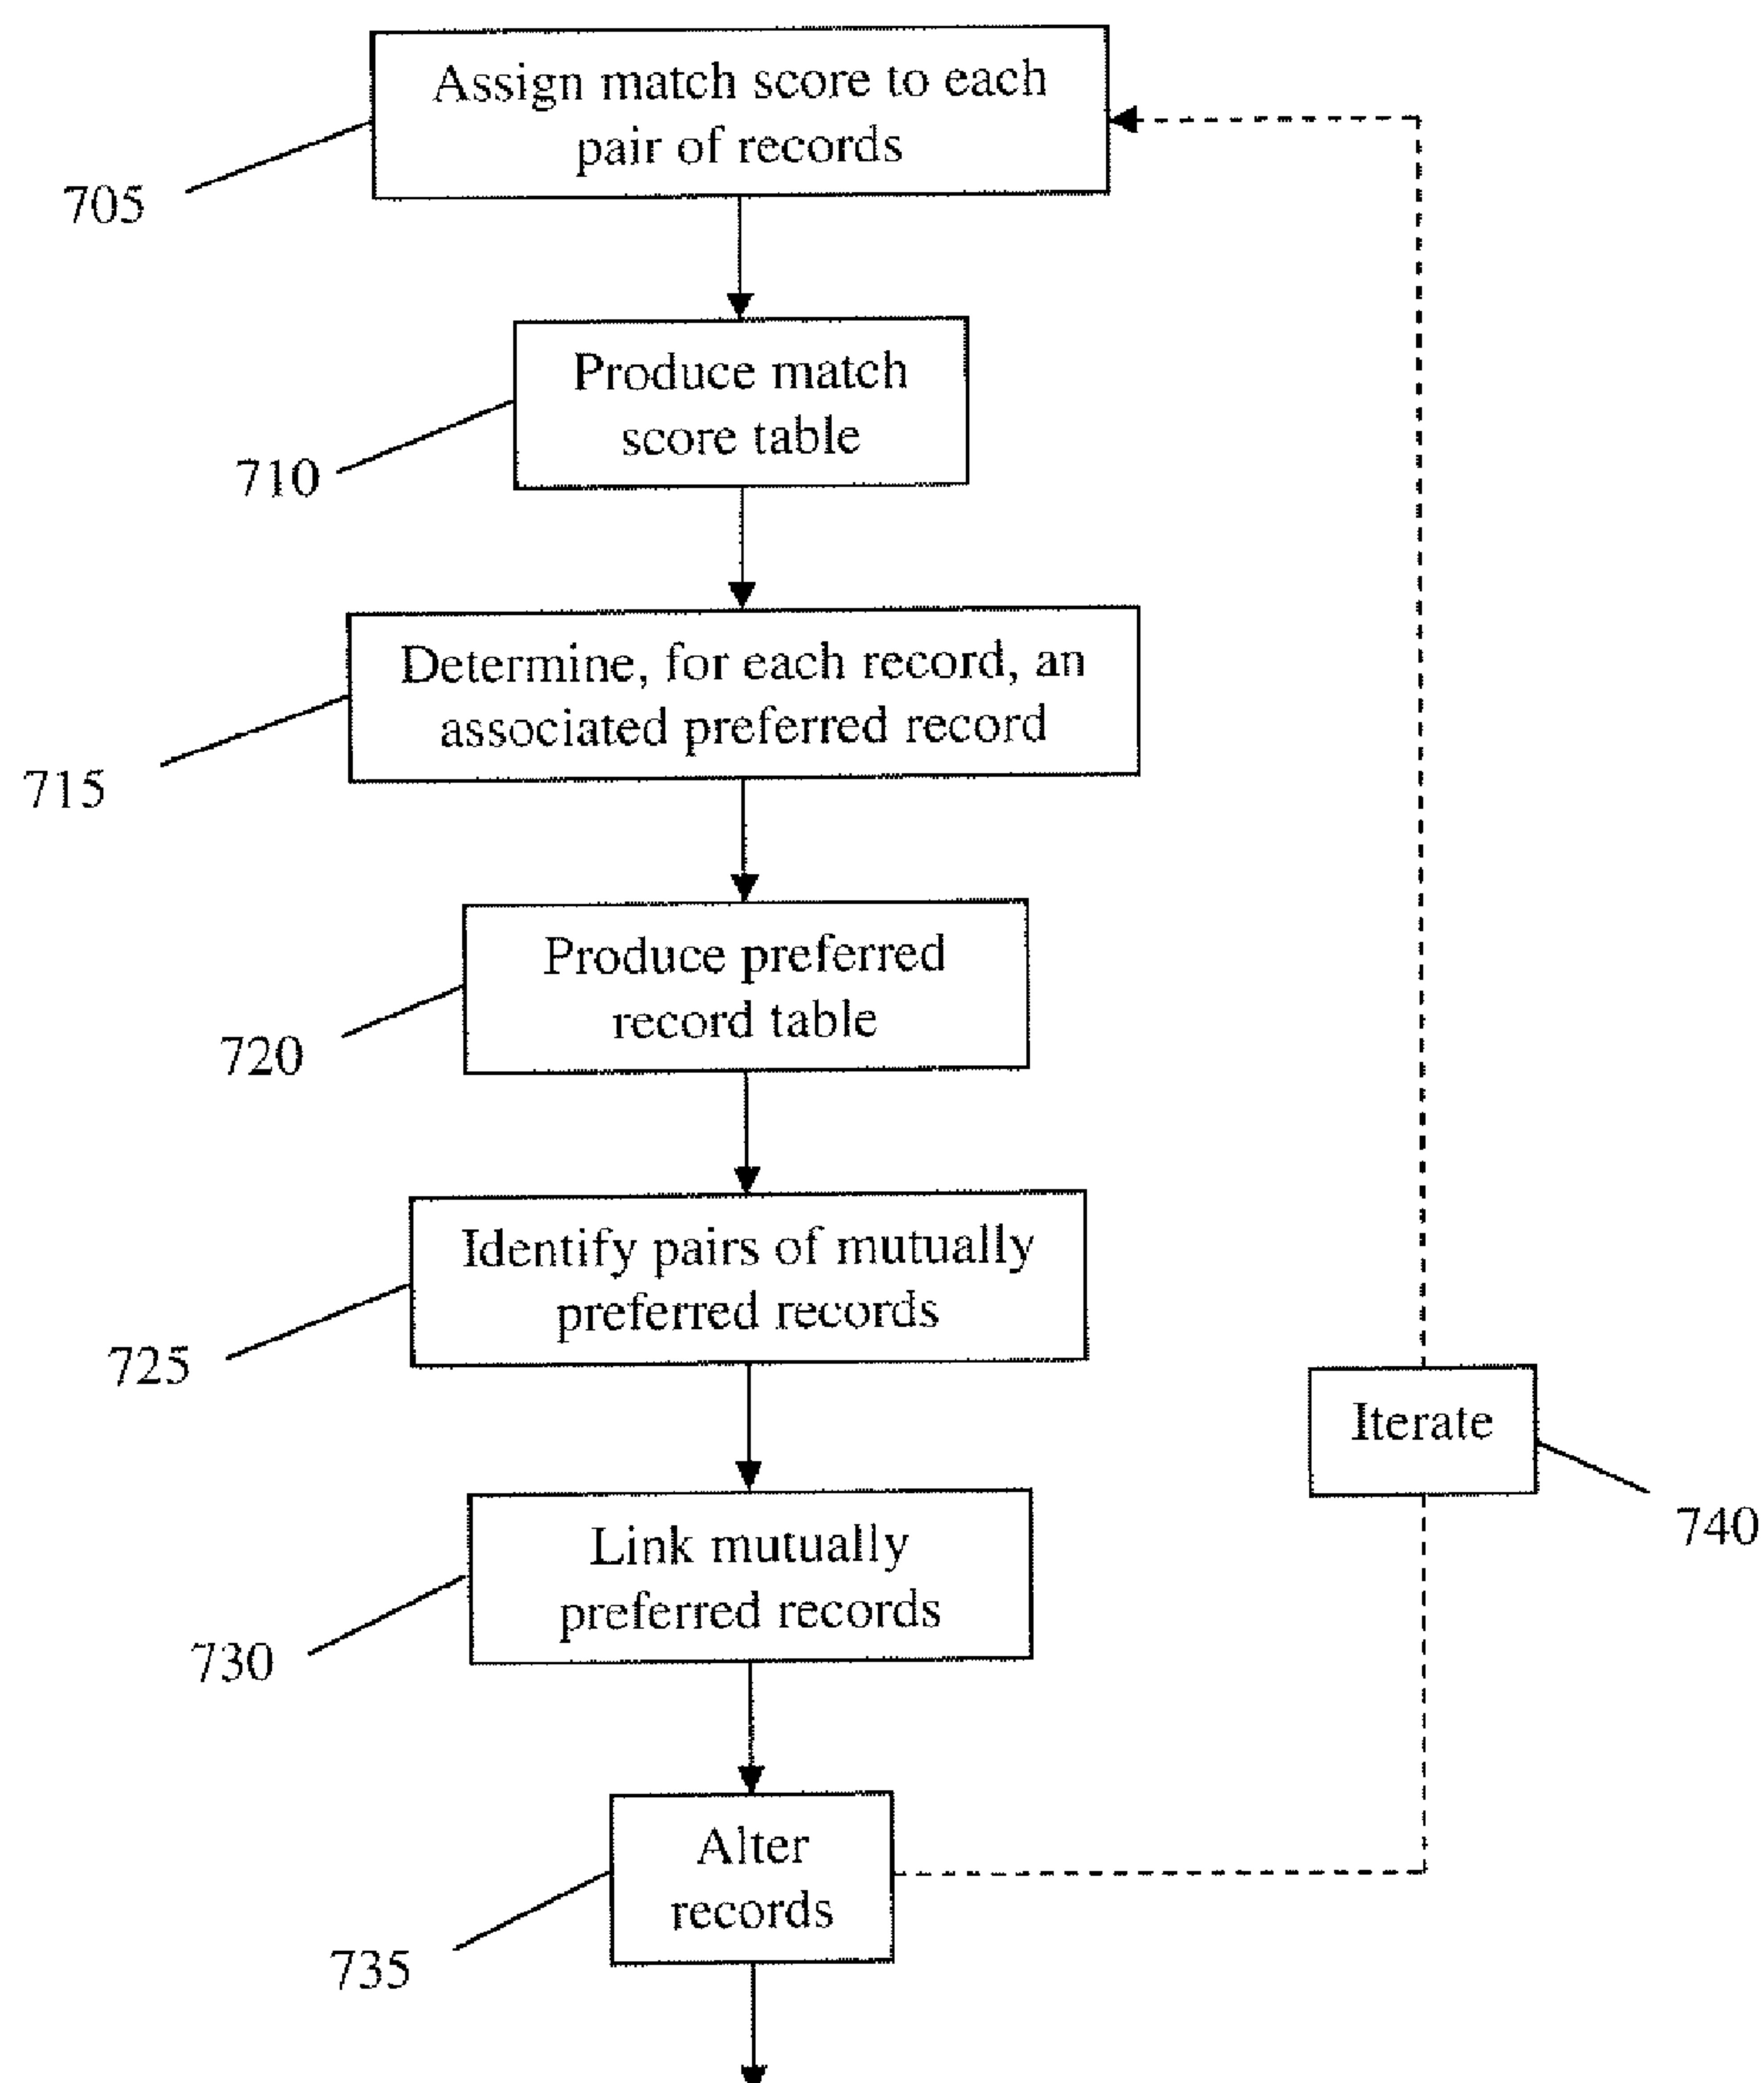 Assign match score to each
pair of records
705
Produce match
score table
710
Determine, for each record, an
associated preferred record
715
Produce preferred
record table
720
Identify pairs of mutually
preferred records
725
Iterate
740
Link mutually
preferred records
730
Alter
records
735